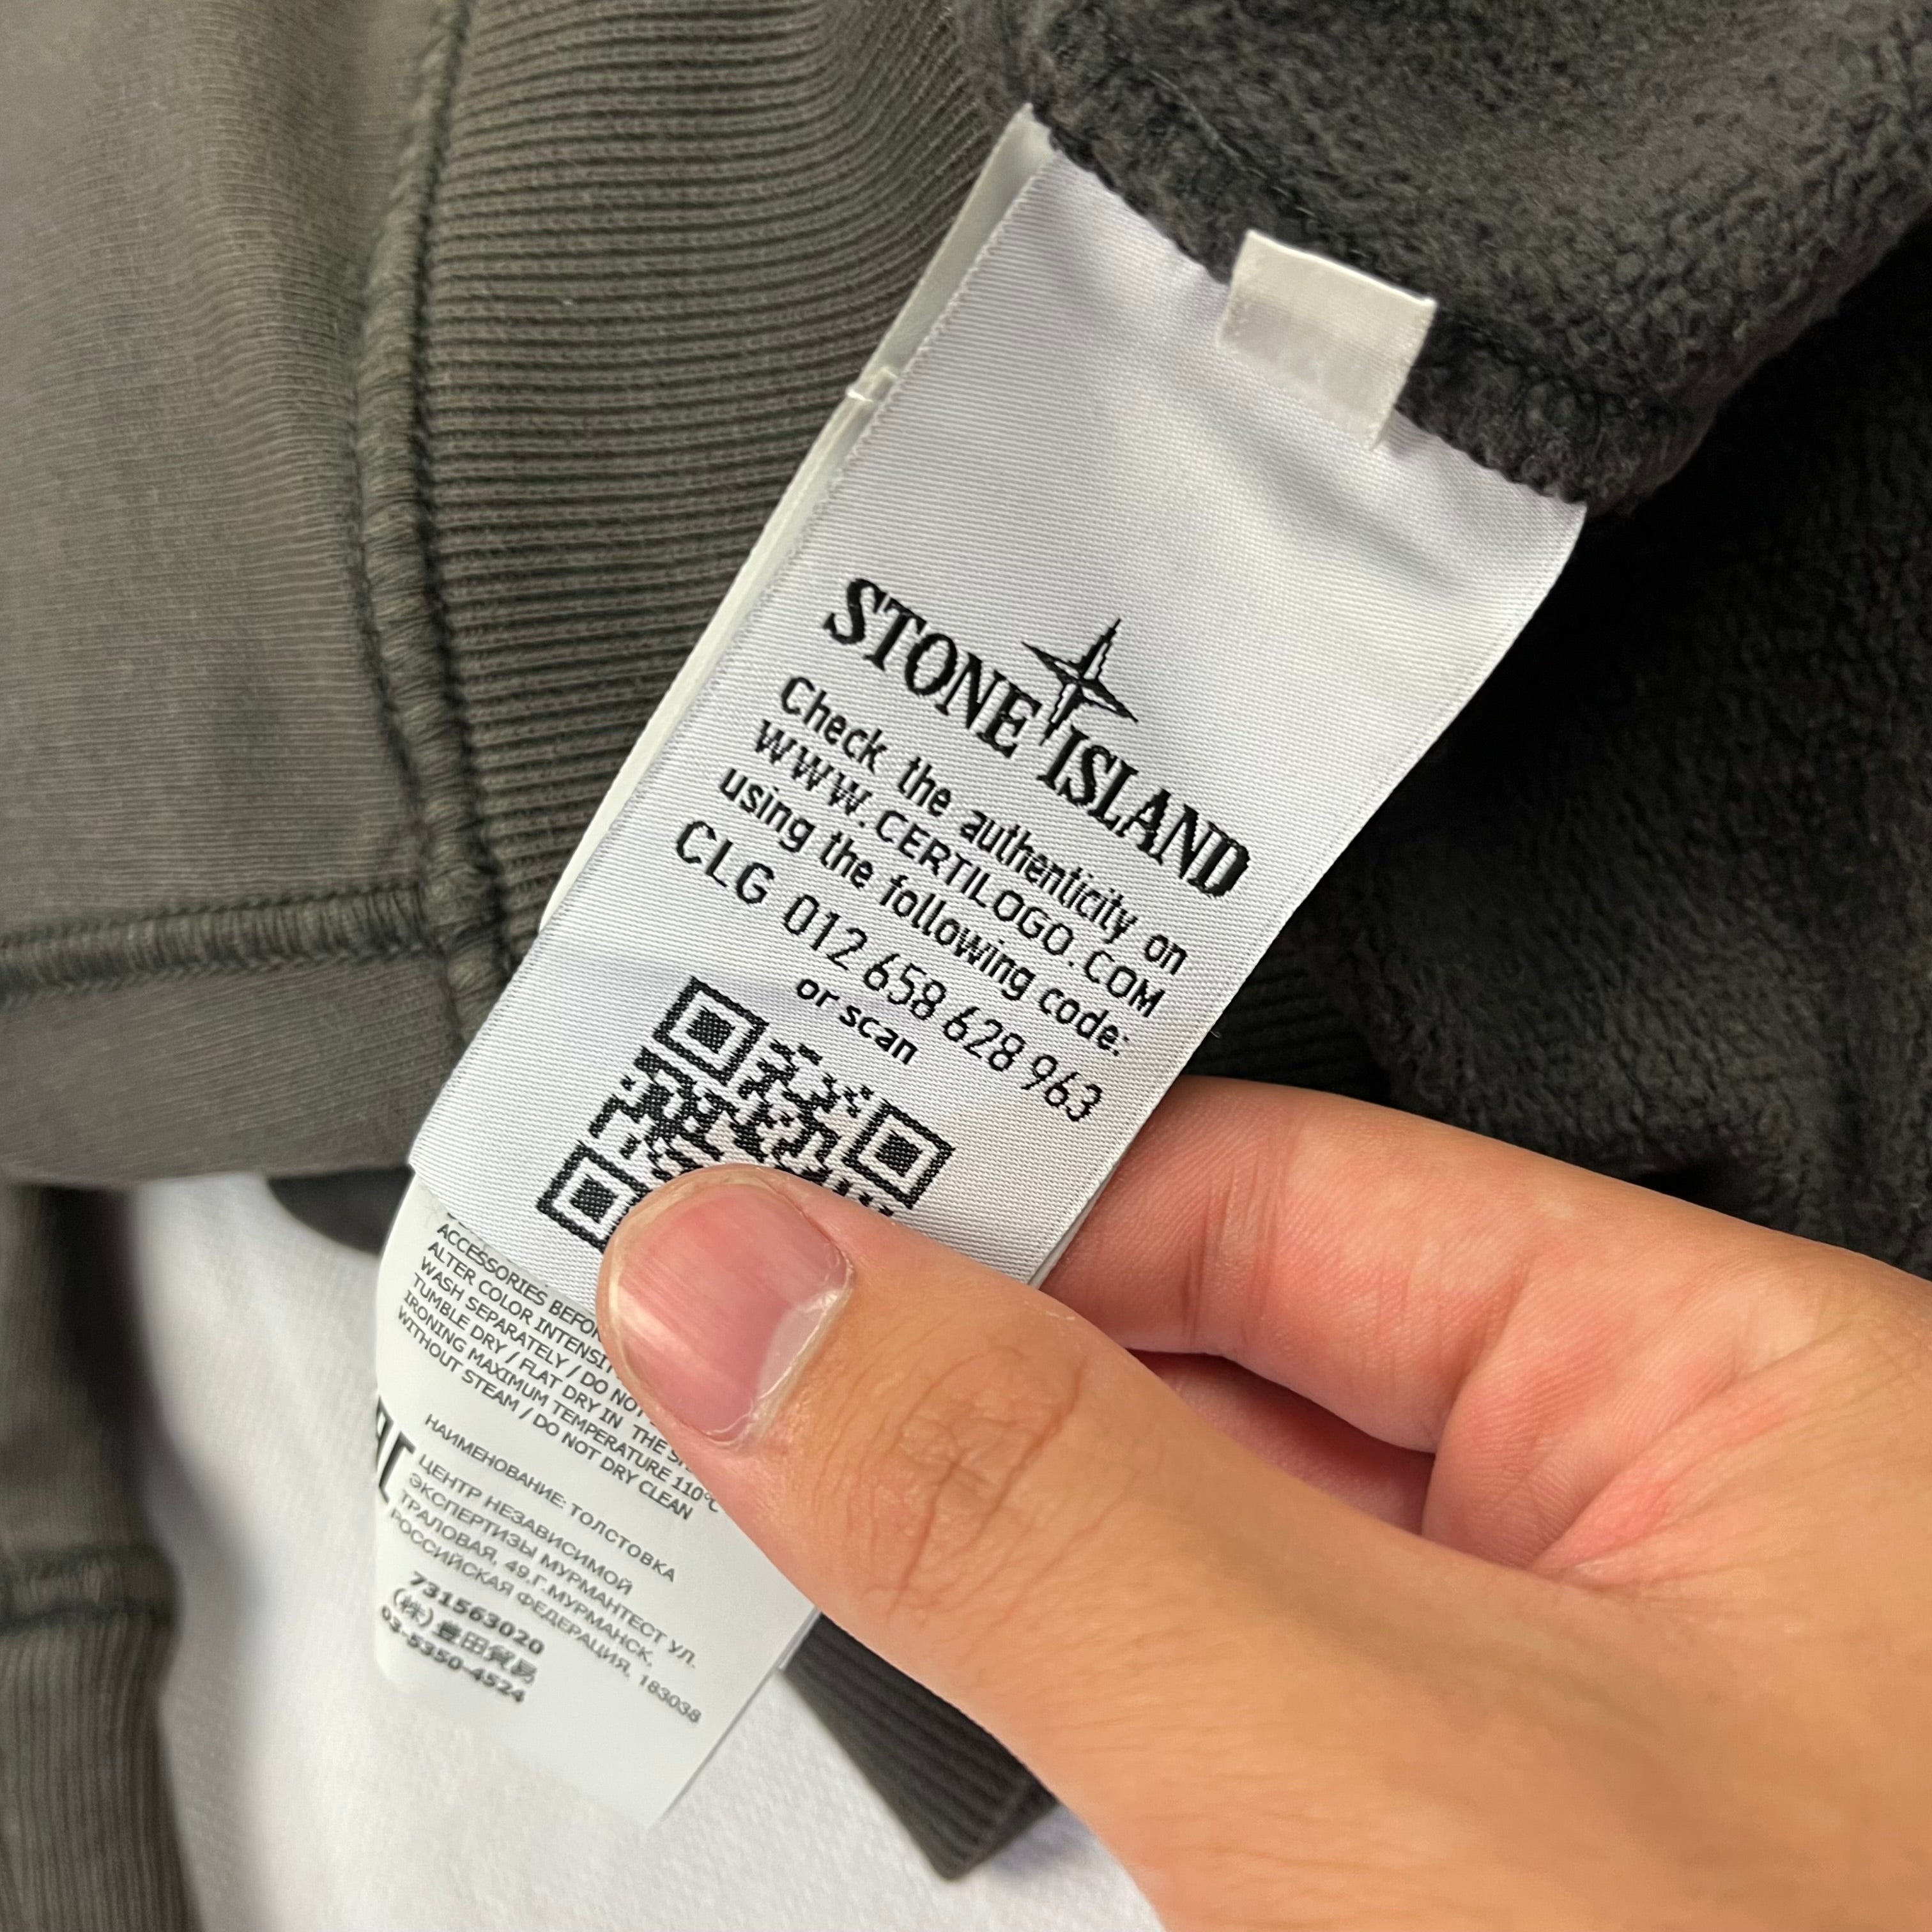 STONE ISLAND
Check the authenticity on
WWW.CERTILOGO.COM
using the following code:
CLG 012 658 628 963
or scan
ACCESSORIES
ALTER COLOR
WASH SEPARATELY / DO NOT
TUMBLE DRY / FLAT DRY IN THE
IRONING MAXIMUM TEMPERATURE 110°C
WITHOUT STEAM / DO NOT DRY CLEAN
НАИМЕНОВАНИЕ: ТОЛСТОВКА
ЦЕНТР НЕЗАВИСИМОЙ
ЭКСПЕРТИЗЫ МУРМАНТЕСТ УЛ.
ТРАЛОВАЯ, 49,Г.МУРМАНСК,
РОССИЙСКАЯ ФЕДЕРАЦИЯ, 183038
731563020
(株)豊田貿易
03-5350-4524